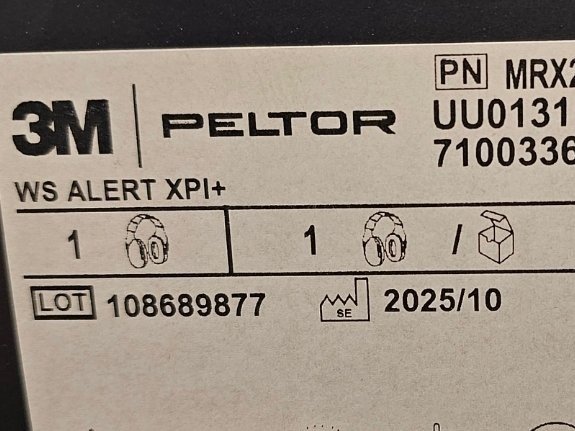 3M PELTOR
PN MRX2
UU0131
7100336
WS ALERT XPI+
1 1 /
LOT 108689877 SE 2025/10